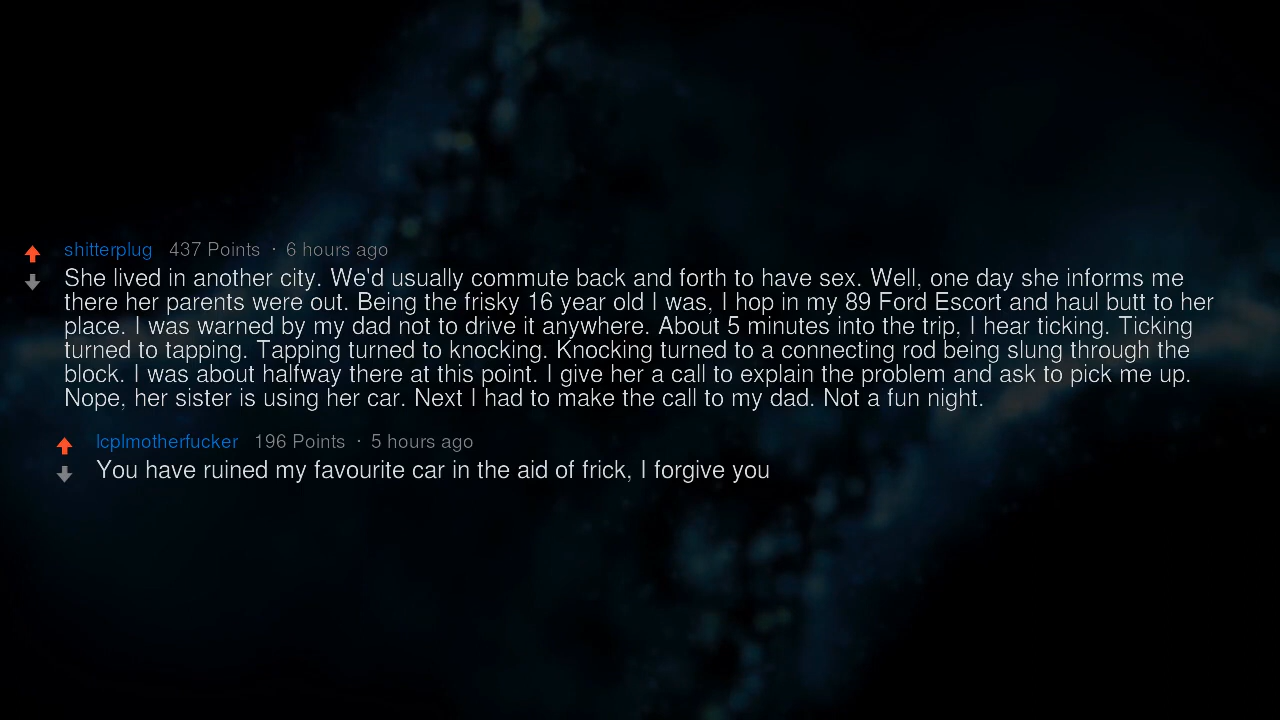 shitterplug 437 Points · 6 hours ago
She lived in another city. We'd usually commute back and forth to have sex. Well, one day she informs me
there her parents were out. Being the frisky 16 year old I was, I hop in my 89 Ford Escort and haul butt to her
place. I was warned by my dad not to drive it anywhere. About 5 minutes into the trip, I hear ticking. Ticking
turned to tapping. Tapping turned to knocking. Knocking turned to a connecting rod being slung through the
block. I was about halfway there at this point. I give her a call to explain the problem and ask to pick me up.
Nope, her sister is using her car. Next I had to make the call to my dad. Not a fun night.
lcplmotherfucker 196 Points · 5 hours ago
You have ruined my favourite car in the aid of frick, I forgive you